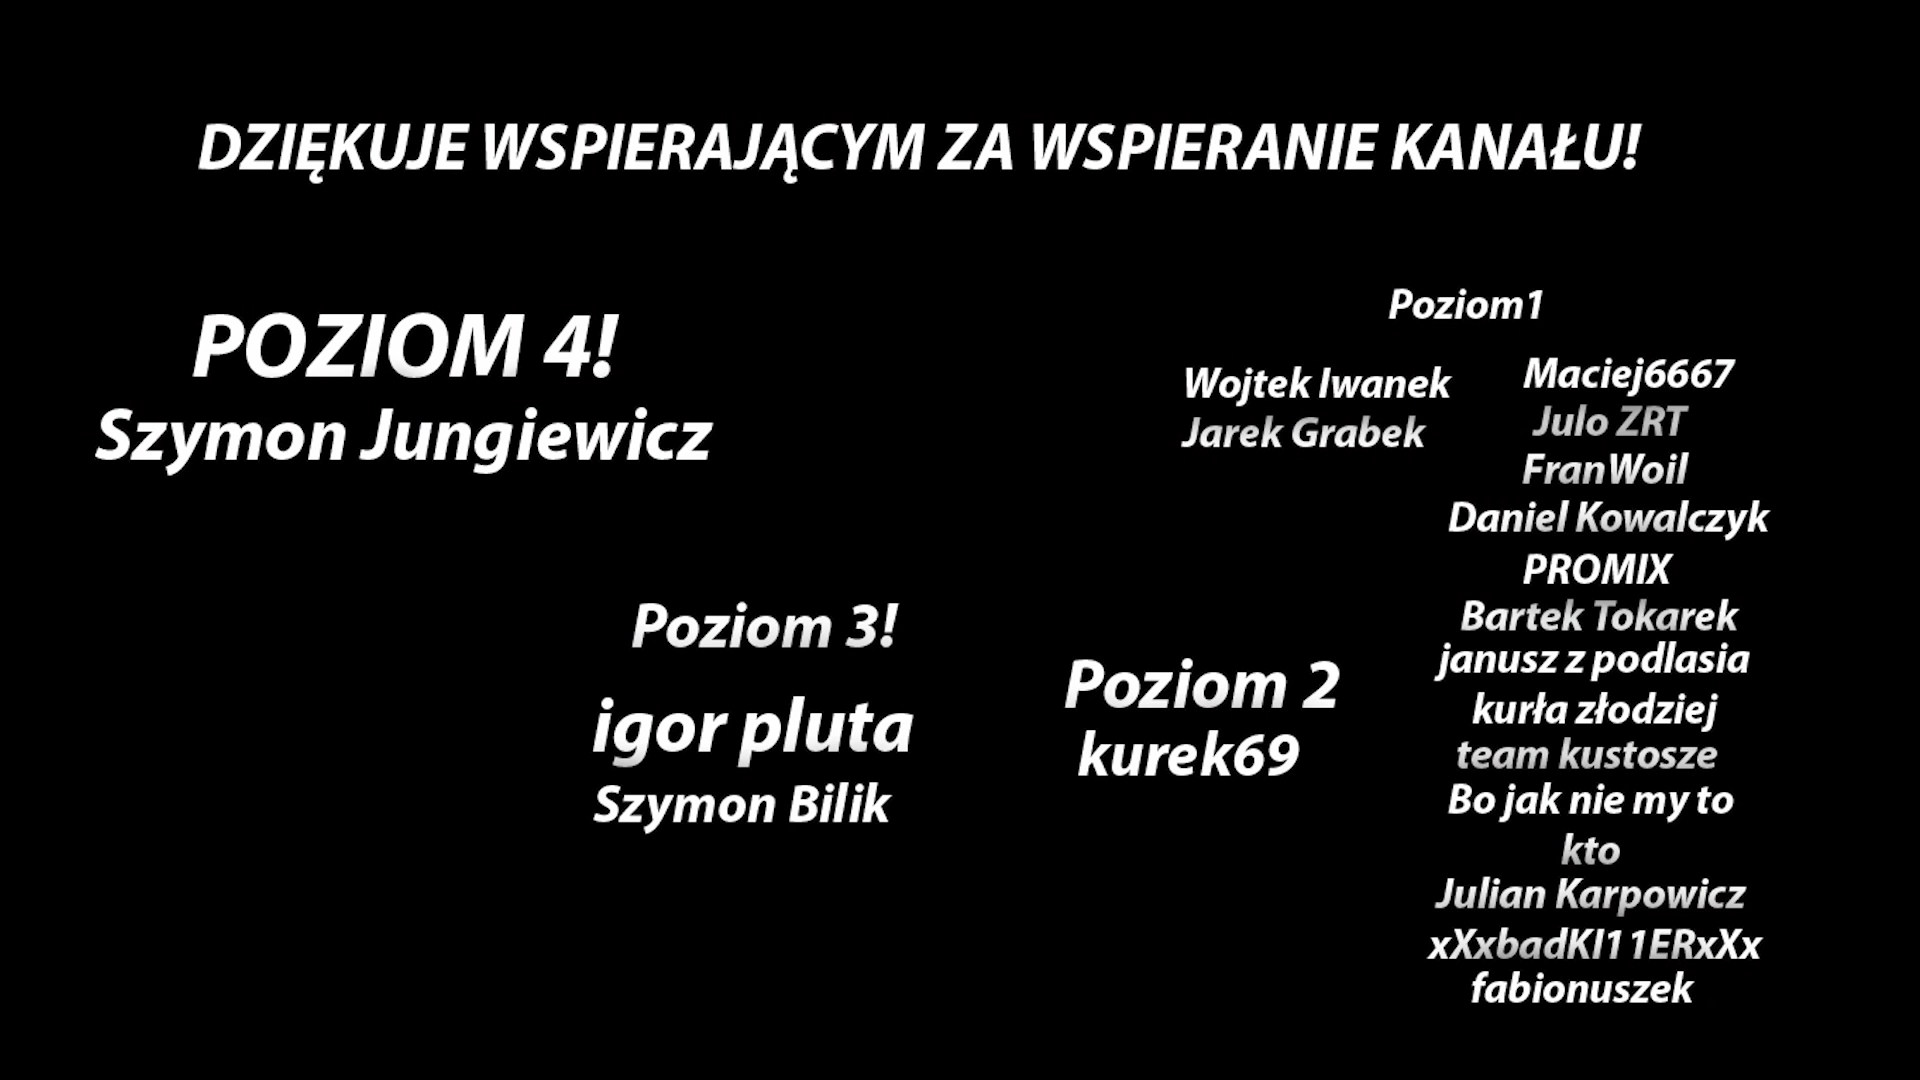 DZIĘKUJE WSPIERAJĄCYM ZA WSPIERANIE KANAŁU!
POZIOM 4!
Szymon Jungiewicz
Poziom 3!
igor pluta
Szymon Bilik
Poziom 2
kurek69
Poziom1
Wojtek Iwanek
Jarek Grabek
Maciej6667
Julo ZRT
FranWoil
Daniel Kowalczyk
PROMIX
Bartek Tokarek
janusz z podlasia
kurła złodziej
team kustosze
Bo jak nie my to
kto
Julian Karpowicz
xXxbadKI11ERxXx
fabionuszek